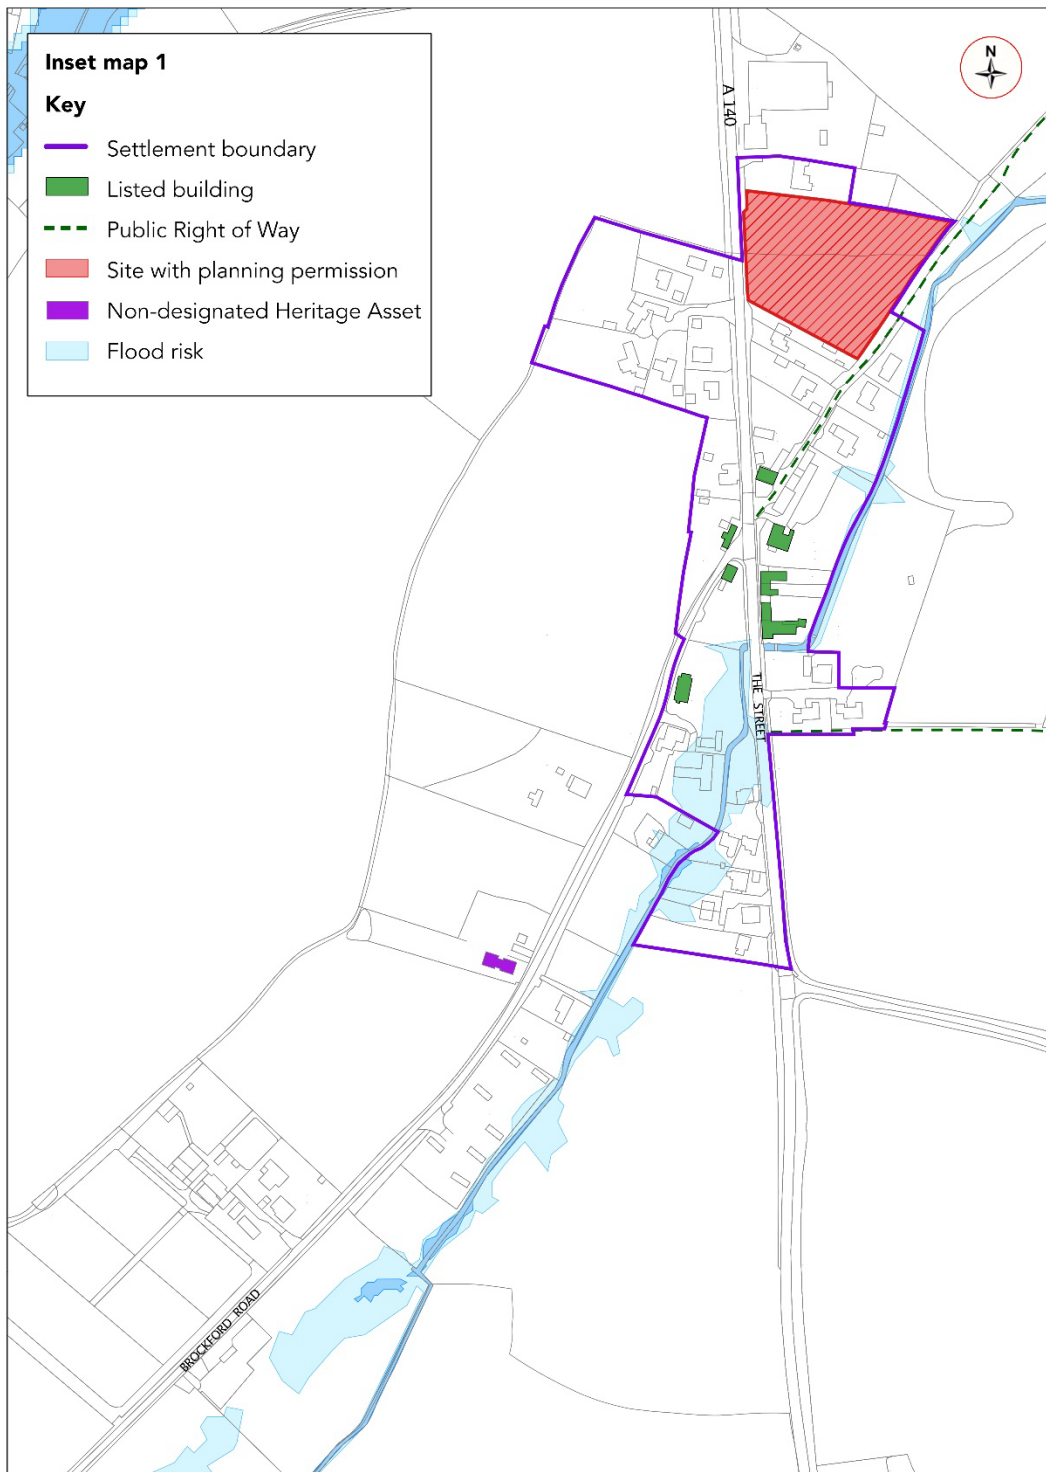 Inset map 1
Key
Settlement boundary
Listed building
Public Right of Way
Site with planning permission
Non-designated Heritage Asset
Flood risk
N
A 140
THE STREET
BROCKFORD ROAD